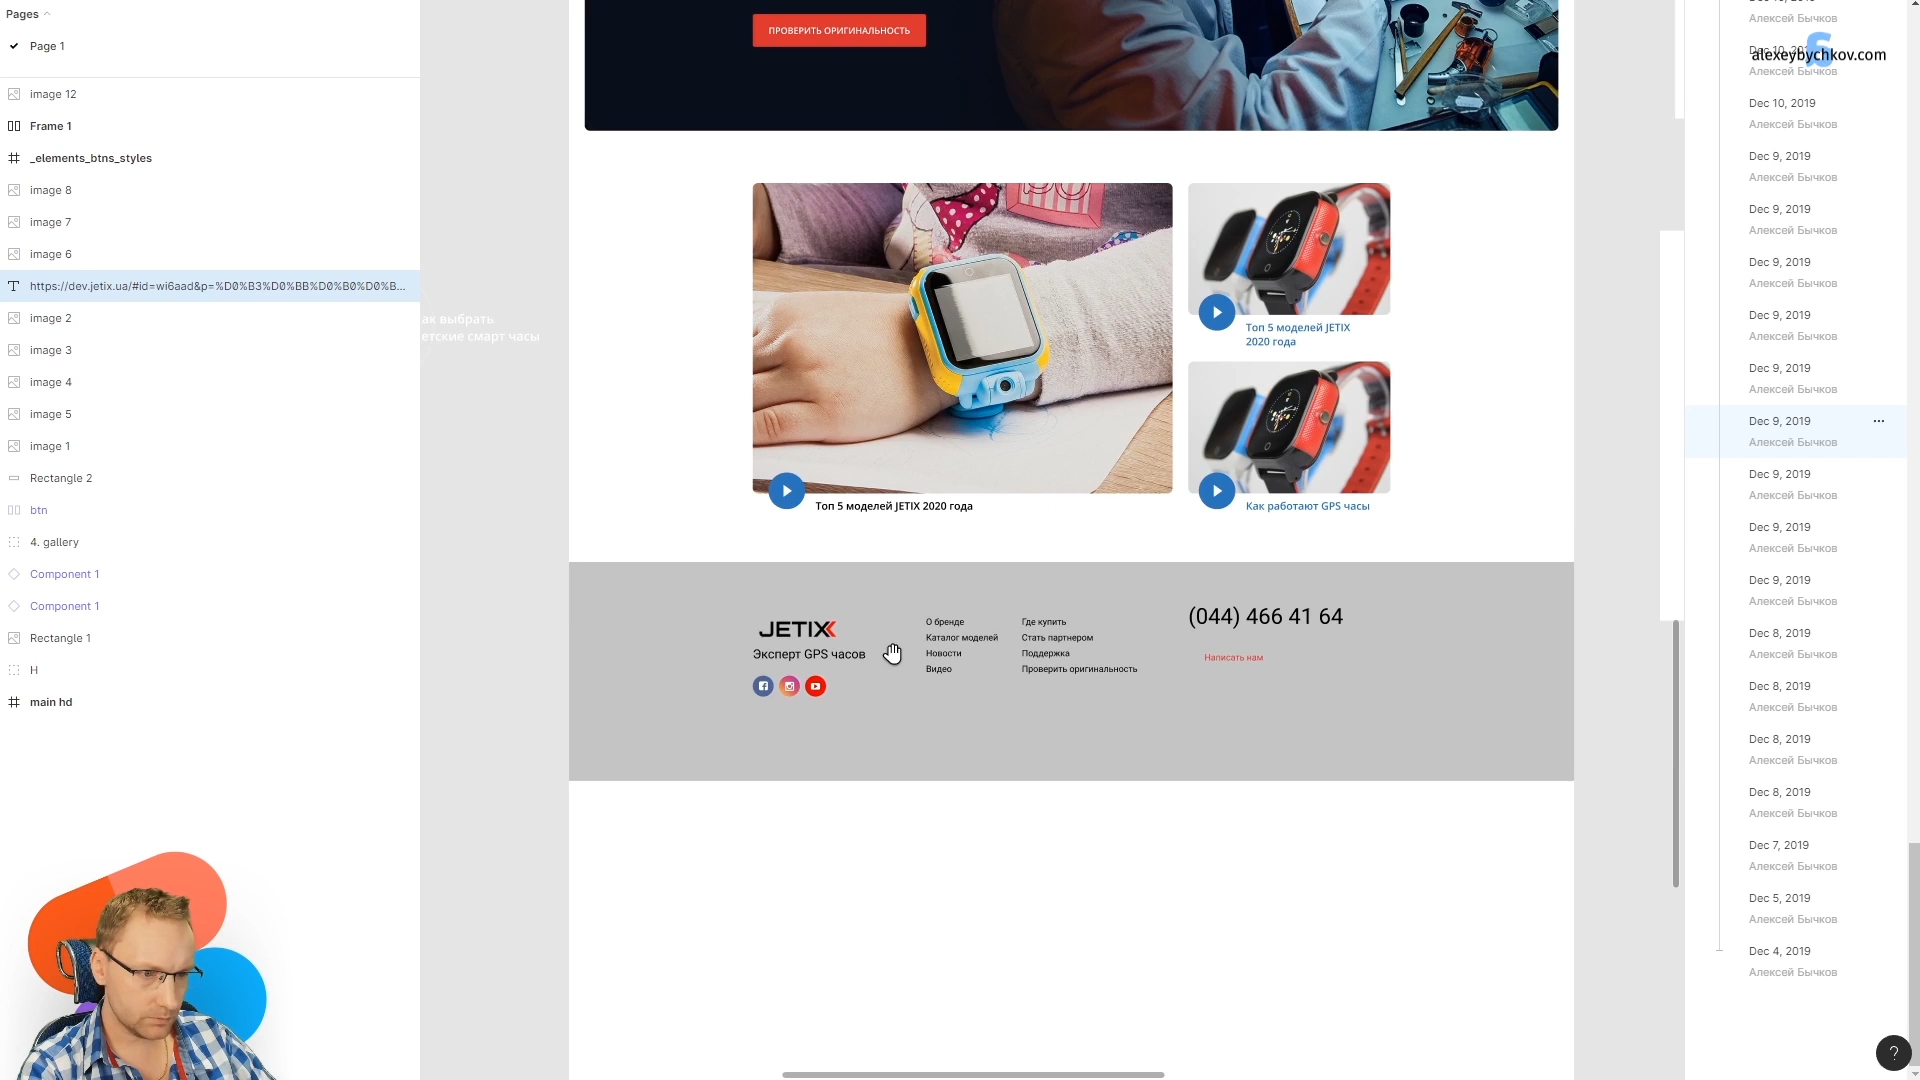 Pages
Page 1
image 12
Frame 1
_elements_btns_styles
image 8
image 7
image 6
https://dev.jetix.ua/#id=wi6aad&p=%D0%B3%D0%BB%D0%B0%D0%B...
image 2
image 3
image 4
image 5
image 1
Rectangle 2
btn
4. gallery
Component 1
Component 1
Rectangle 1
H
main hd
ак выбрать
етские смарт часы
ПРОВЕРИТЬ ОРИГИНАЛЬНОСТЬ
Топ 5 моделей JETIX 2020 года
Топ 5 моделей JETIX
2020 года
Как работают GPS часы
JETIX
Эксперт GPS часов
О бренде
Каталог моделей
Новости
Видео
Где купить
Стать партнером
Поддержка
Проверить оригинальность
(044) 466 41 64
Написать нам
Алексей Бычков
alexeybychkov.com
Алексей Бычков
Dec 10, 2019
Алексей Бычков
Dec 9, 2019
Алексей Бычков
Dec 9, 2019
Алексей Бычков
Dec 9, 2019
Алексей Бычков
Dec 9, 2019
Алексей Бычков
Dec 9, 2019
Алексей Бычков
Dec 9, 2019
Алексей Бычков
Dec 9, 2019
Алексей Бычков
Dec 9, 2019
Алексей Бычков
Dec 9, 2019
Алексей Бычков
Dec 8, 2019
Алексей Бычков
Dec 8, 2019
Алексей Бычков
Dec 8, 2019
Алексей Бычков
Dec 8, 2019
Алексей Бычков
Dec 7, 2019
Алексей Бычков
Dec 5, 2019
Алексей Бычков
Dec 4, 2019
Алексей Бычков
?